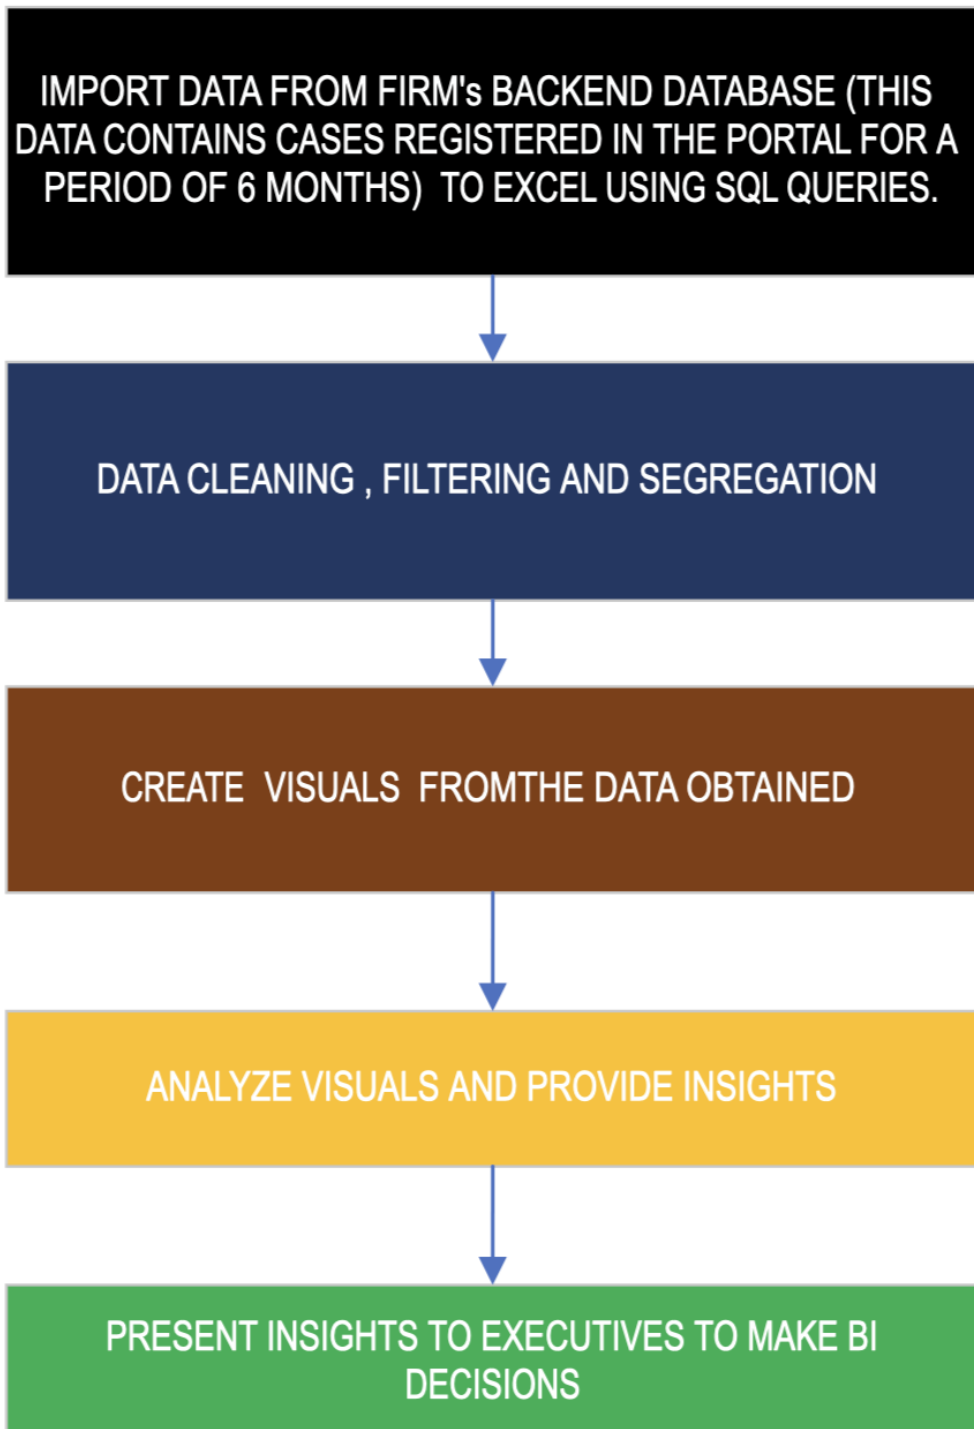 IMPORT DATA FROM FIRM's BACKEND DATABASE (THIS
DATA CONTAINS CASES REGISTERED IN THE PORTAL FOR A
PERIOD OF 6 MONTHS)  TO EXCEL USING SQL QUERIES.
DATA CLEANING , FILTERING AND SEGREGATION
CREATE  VISUALS  FROMTHE DATA OBTAINED
ANALYZE VISUALS AND PROVIDE INSIGHTS
PRESENT INSIGHTS TO EXECUTIVES TO MAKE BI
DECISIONS